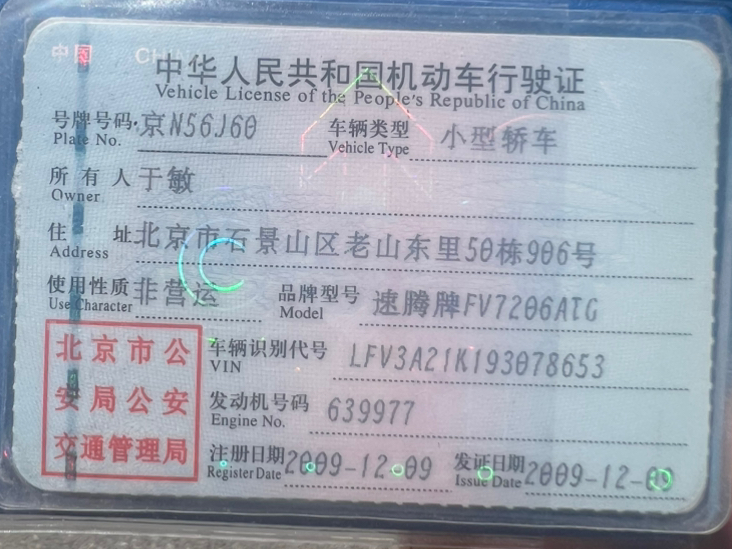 中国 CHINA
中华人民共和国机动车行驶证
Vehicle License of the People's Republic of China
号牌号码 京N56J60 车辆类型 小型轿车
Plate No. Vehicle Type
所有人 于敏
Owner
住址 北京市石景山区老山东里50栋906号
Address
使用性质 非营运 品牌型号 速腾牌FV7206ATG
Use Character Model
北京市公安局公安交通管理局
车辆识别代号 LFV3A21K193078653
VIN
发动机号码 639977
Engine No.
注册日期 2009-12-09 发证日期 2009-12-09
Register Date Issue Date